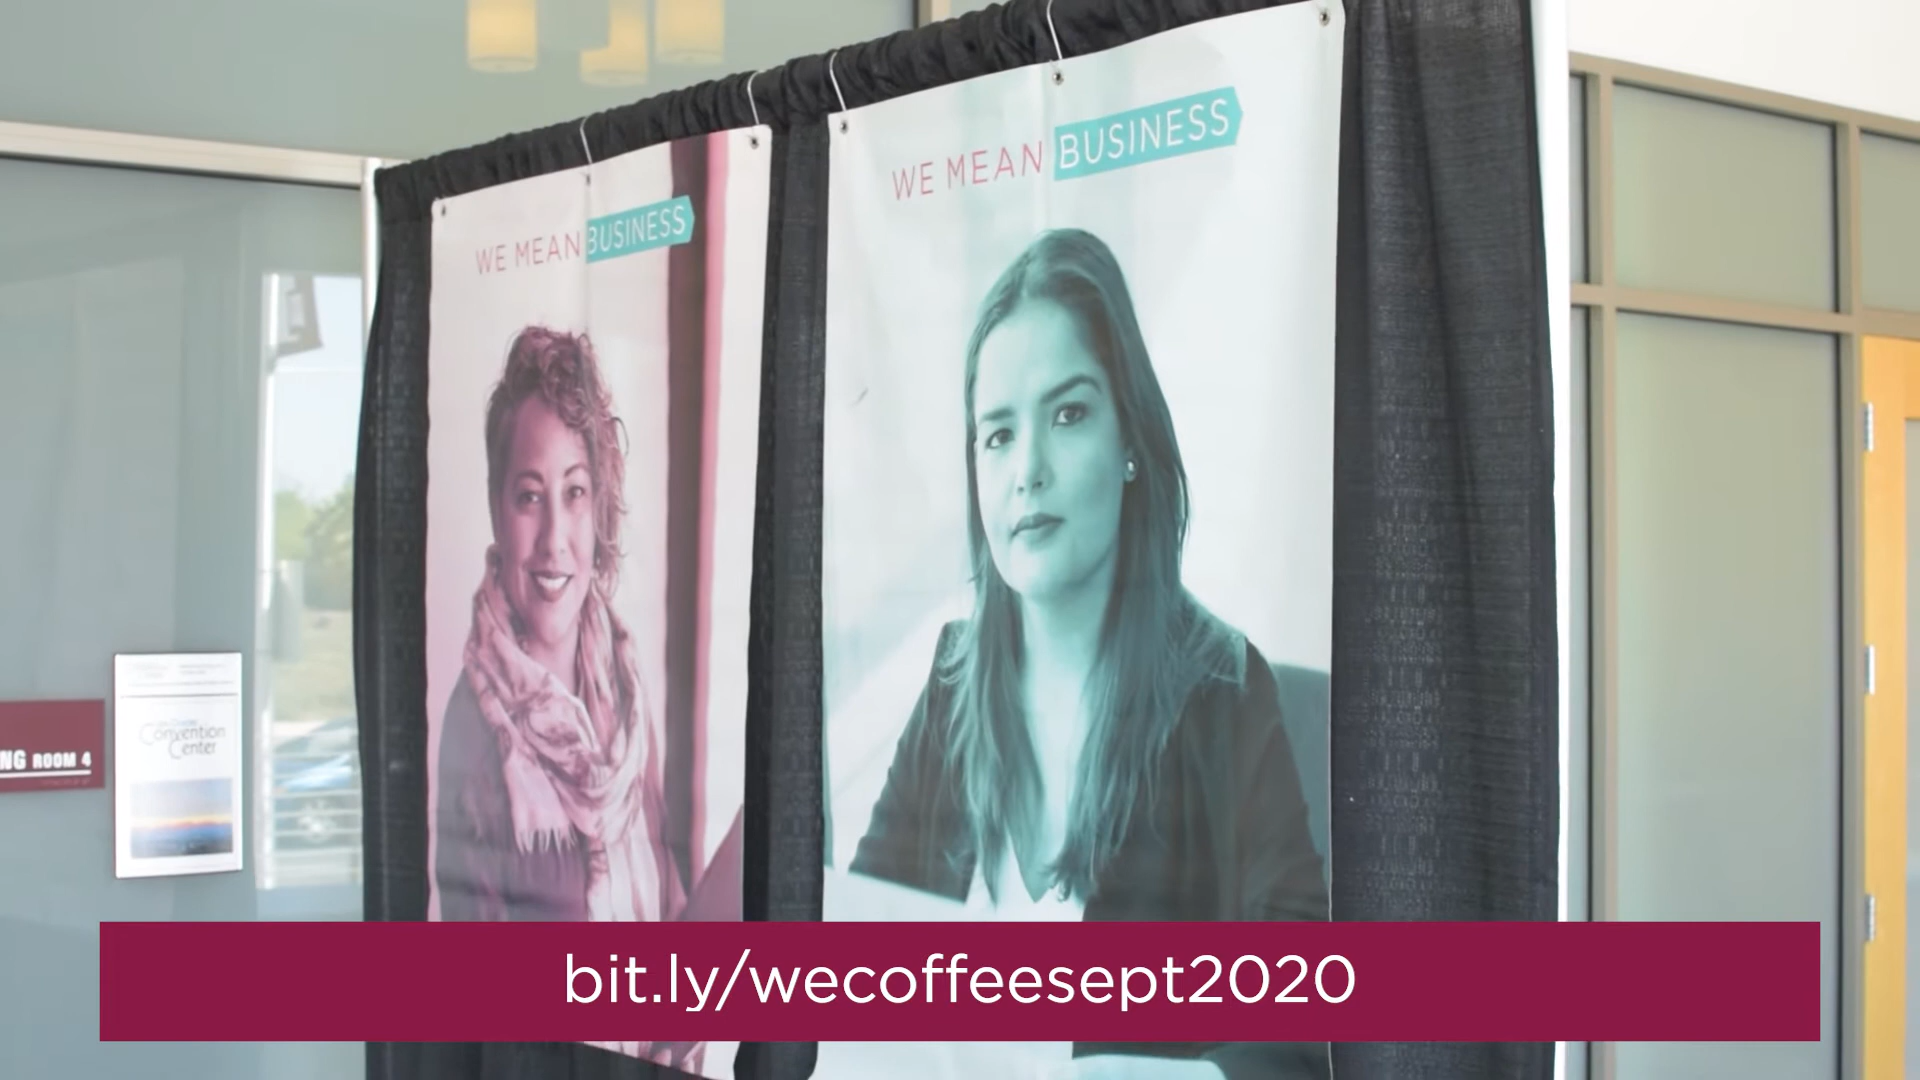 WE MEAN BUSINESS
WE MEAN BUSINESS
Convention
Center
NG ROOM 4
bit.ly/wecoffeesept2020